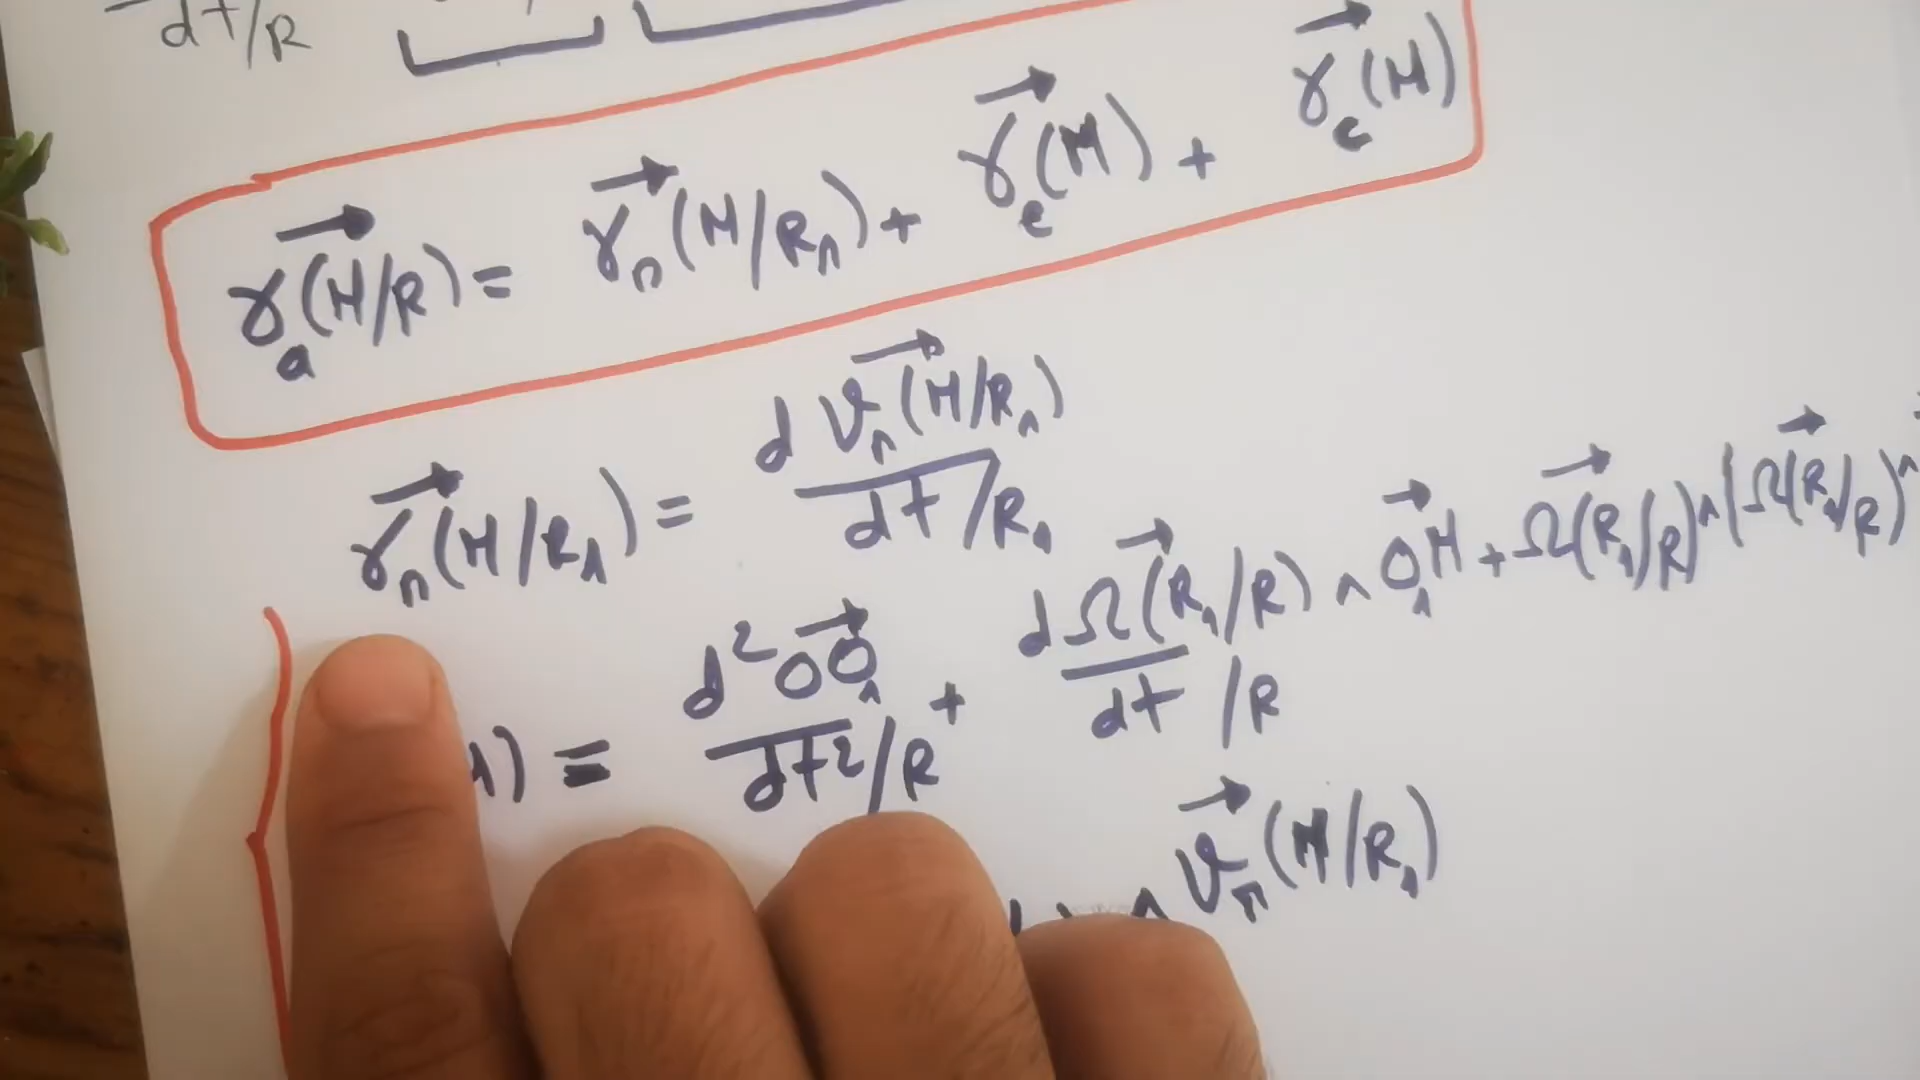 dt/R
γₐ(M/R) = γᵣ(M/R₁) + γₑ(M) + γ꜀(M)
γᵣ(M/R₁) = d Vᵣ(M/R₁) / dt/R₁
1) = d²OO₁ / dt²/R + dΩ(R₁/R) / dt /R ∧ O₁M + Ω(R₁/R) ∧ (Ω(R₁/R) ∧
∧ Vᵣ(M/R₁)